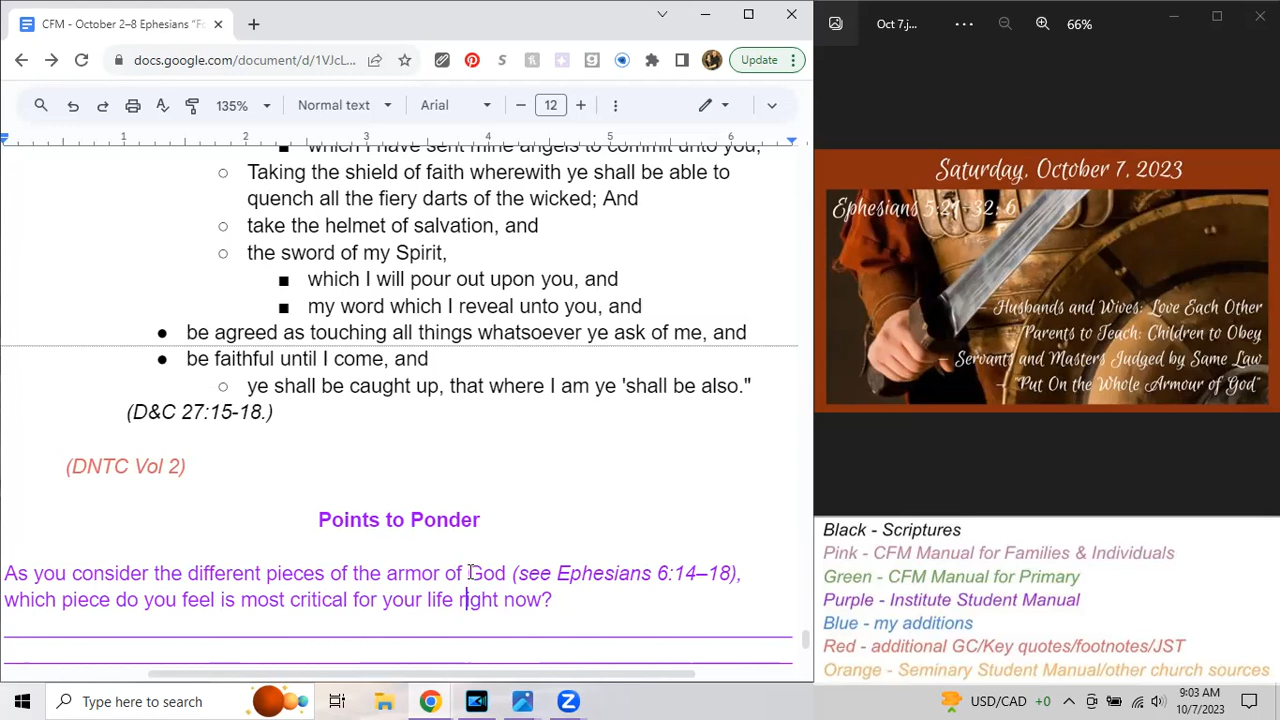 CFM - October 2–8 Ephesians "F
Oct 7.j...
66%
docs.google.com/document/d/1VJcL...
Update
135%
Normal text
Arial
12
1 2 3 4 5 6
which I have sent mine angels to commit unto you,
Taking the shield of faith wherewith ye shall be able to
quench all the fiery darts of the wicked; And
take the helmet of salvation, and
the sword of my Spirit,
which I will pour out upon you, and
my word which I reveal unto you, and
be agreed as touching all things whatsoever ye ask of me, and
be faithful until I come, and
ye shall be caught up, that where I am ye 'shall be also."
(D&C 27:15-18.)
(DNTC Vol 2)
Points to Ponder
As you consider the different pieces of the armor of God (see Ephesians 6:14–18),
which piece do you feel is most critical for your life right now?
Saturday, October 7, 2023
Ephesians 5:21-32; 6
– Husbands and Wives: Love Each Other
– Parents to Teach: Children to Obey
– Servants and Masters Judged by Same Law
– "Put On the Whole Armour of God"
Black - Scriptures
Pink - CFM Manual for Families & Individuals
Green - CFM Manual for Primary
Purple - Institute Student Manual
Blue - my additions
Red - additional GC/Key quotes/footnotes/JST
Orange - Seminary Student Manual/other church sources
Type here to search
USD/CAD +0
9:03 AM
10/7/2023